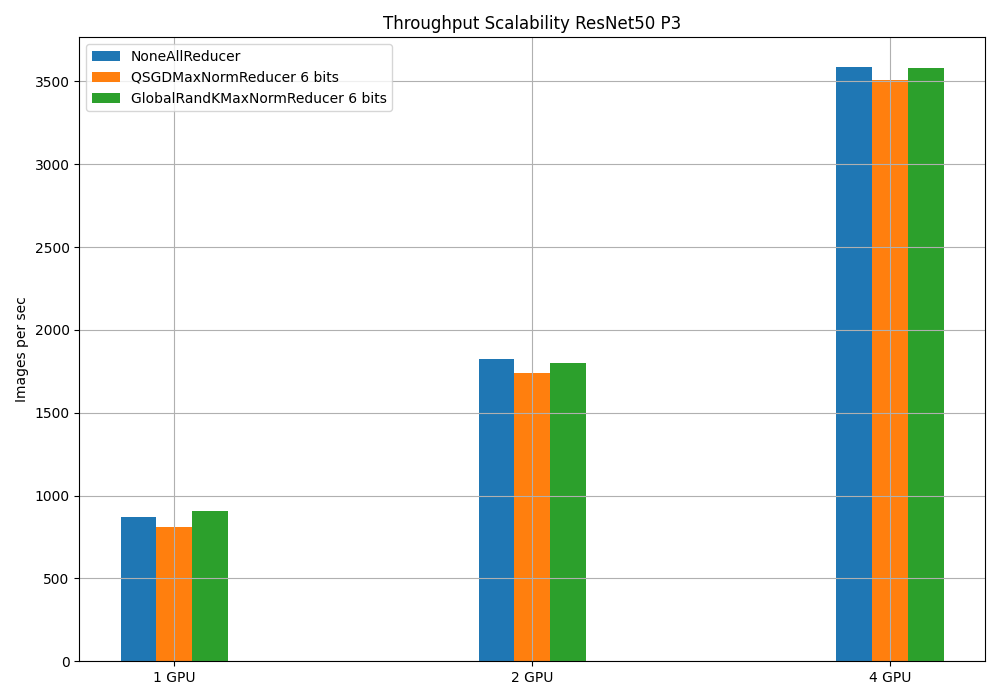 Throughput Scalability ResNet50 P3
NoneAllReducer
QSGDMaxNormReducer 6 bits
GlobalRandKMaxNormReducer 6 bits
Images per sec
3500
3000
2500
2000
1500
1000
500
0
1 GPU
2 GPU
4 GPU